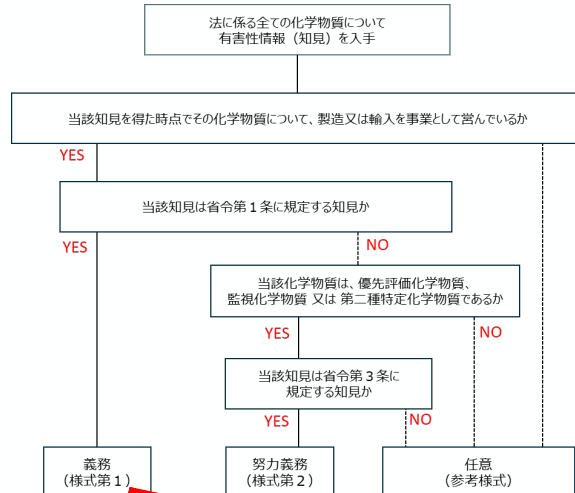 法に係る全ての化学物質について
有害性情報（知見）を入手
当該知見を得た時点でその化学物質について、製造又は輸入を事業として営んでいるか
YES
当該知見は省令第１条に規定する知見か
YES
NO
当該化学物質は、優先評価化学物質、
監視化学物質 又は 第二種特定化学物質であるか
YES
NO
当該知見は省令第３条に
規定する知見か
YES
NO
義務
（様式第１）
努力義務
（様式第２）
任意
（参考様式）